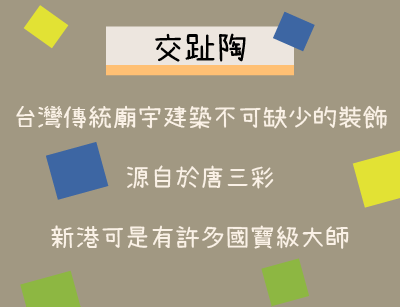 交趾陶
台灣傳統廟宇建築不可缺少的裝飾
源自於唐三彩
新港可是有許多國寶級大師